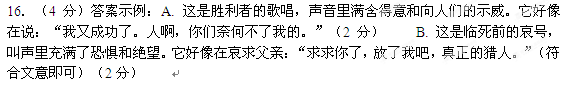 16. （4 分）答案示例：A. 这是胜利者的歌唱，声音里满含得意和向人们的示威。它好像
在说：“我又成功了。人啊，你们奈何不了我的。”（2 分）    B. 这是临死前的哀号，
叫声里充满了恐惧和绝望。它好像在哀求父亲：“求求你了，放了我吧，真正的猎人。”（符
合文意即可）（2 分）